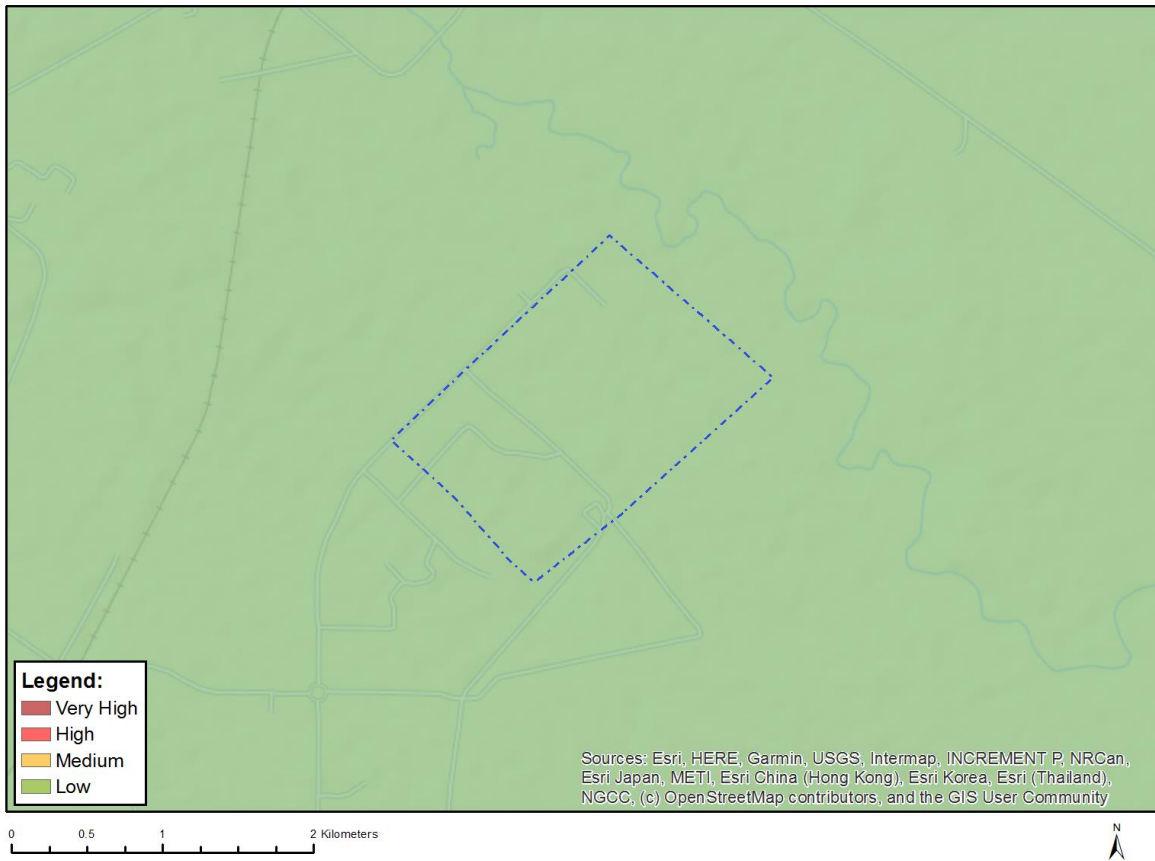 Legend:
Very High
High
Medium
Low
Sources: Esri, HERE, Garmin, USGS, Intermap, INCREMENT P, NRCan,
Esri Japan, METI, Esri China (Hong Kong), Esri Korea, Esri (Thailand),
NGCC, (c) OpenStreetMap contributors, and the GIS User Community
0 0.5 1 2 Kilometers
N